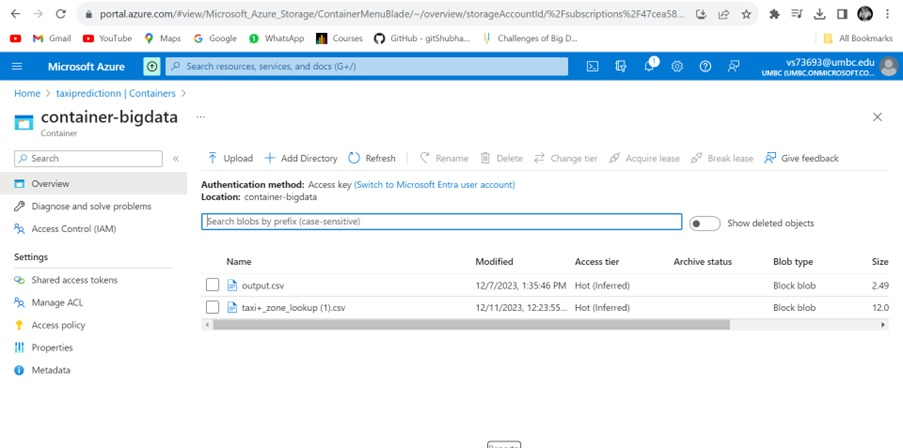 portal.azure.com/#view/Microsoft_Azure_Storage/ContainerMenuBlade/~/overview/storageAccountId/%2Fsubscriptions%2F47cea58...
Gmail YouTube Maps Google WhatsApp Courses GitHub - gitShubha... Challenges of Big D... All Bookmarks
Microsoft Azure Search resources, services, and docs (G+/) 1 vs73693@umbc.edu
UMBC (UMBC.ONMICROSOFT.CO...
Home > taxipredictionn | Containers >
container-bigdata ...
Container
Search «
Upload Add Directory Refresh Rename Delete Change tier Acquire lease Break lease Give feedback
Overview
Diagnose and solve problems
Access Control (IAM)
Settings
Shared access tokens
Manage ACL
Access policy
Properties
Metadata
Authentication method: Access key (Switch to Microsoft Entra user account)
Location: container-bigdata
Search blobs by prefix (case-sensitive) Show deleted objects
Name Modified Access tier Archive status Blob type Size
output.csv 12/7/2023, 1:35:46 PM Hot (Inferred) Block blob 2.49
taxi+_zone_lookup (1).csv 12/11/2023, 12:23:55... Hot (Inferred) Block blob 12.0